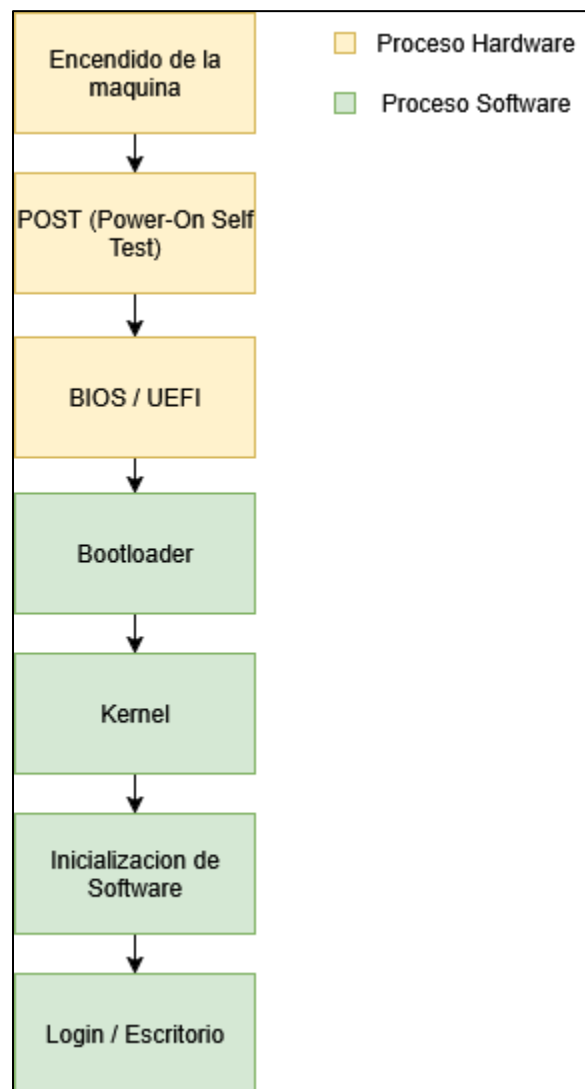 Encendido de la
maquina
Proceso Hardware
Proceso Software
POST (Power-On Self
Test)
BIOS / UEFI
Bootloader
Kernel
Inicializacion de
Software
Login / Escritorio